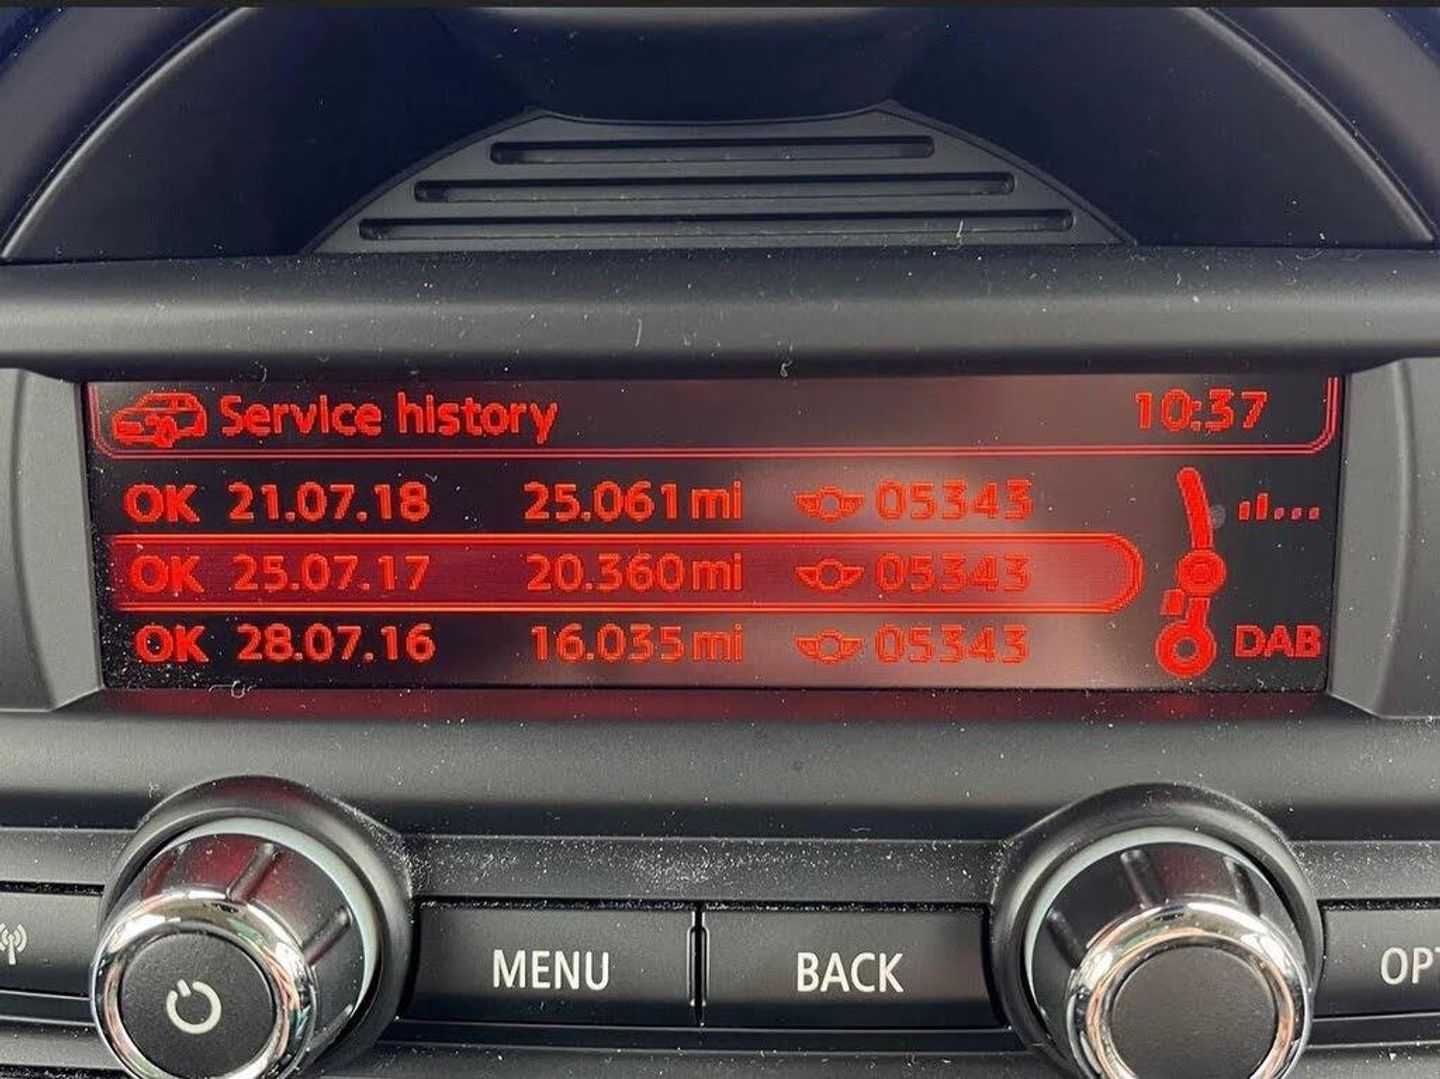 Service history 10:37
OK 21.07.18 25.061 mi 05343
OK 25.07.17 20.360 mi 05343
OK 28.07.16 16.035 mi 05343
DAB
MENU BACK OPT